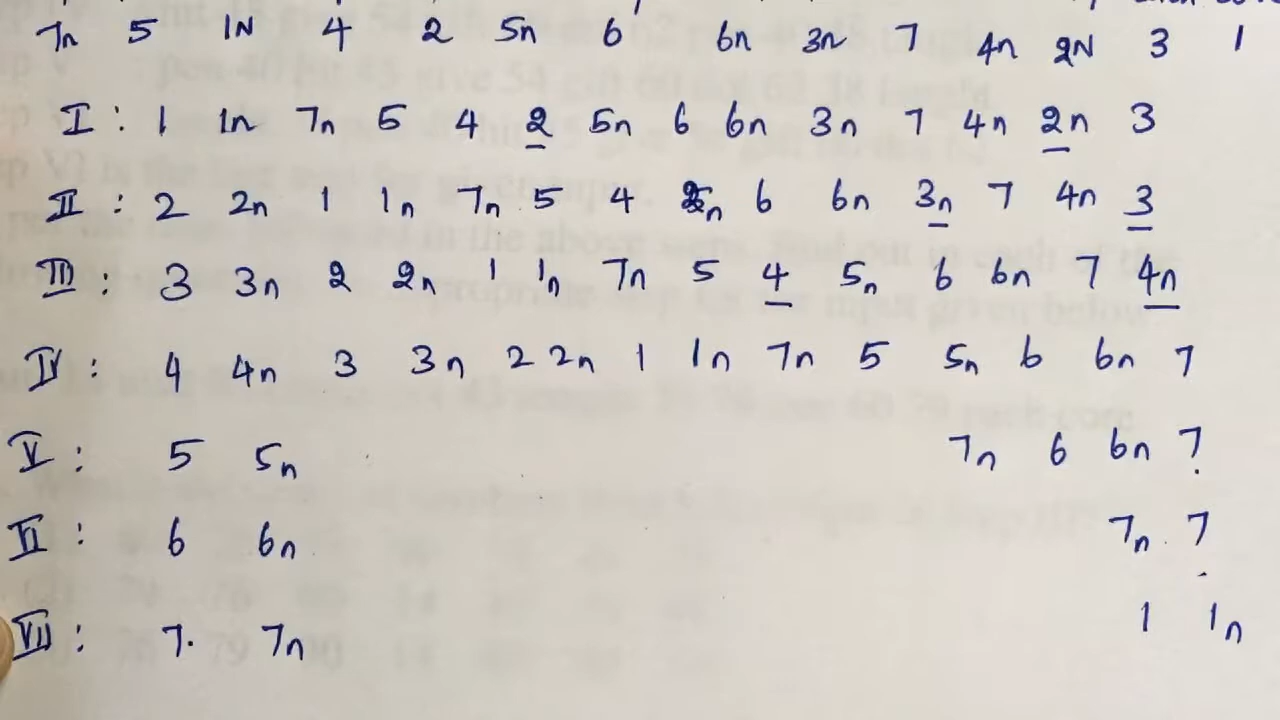 7n 5 1N 4 2 5n 6 6n 3n 7 4n 2N 3 1
I : 1 1n 7n 5 4 2 5n 6 6n 3n 7 4n 2n 3
II : 2 2n 1 1n 7n 5 4 5n 6 6n 3n 7 4n 3
III : 3 3n 2 2n 1 1n 7n 5 4 5n 6 6n 7 4n
IV : 4 4n 3 3n 2 2n 1 1n 7n 5 5n 6 6n 7
V : 5 5n 7n 6 6n 7
VI : 6 6n 7n 7
VII : 7 7n 1 1n